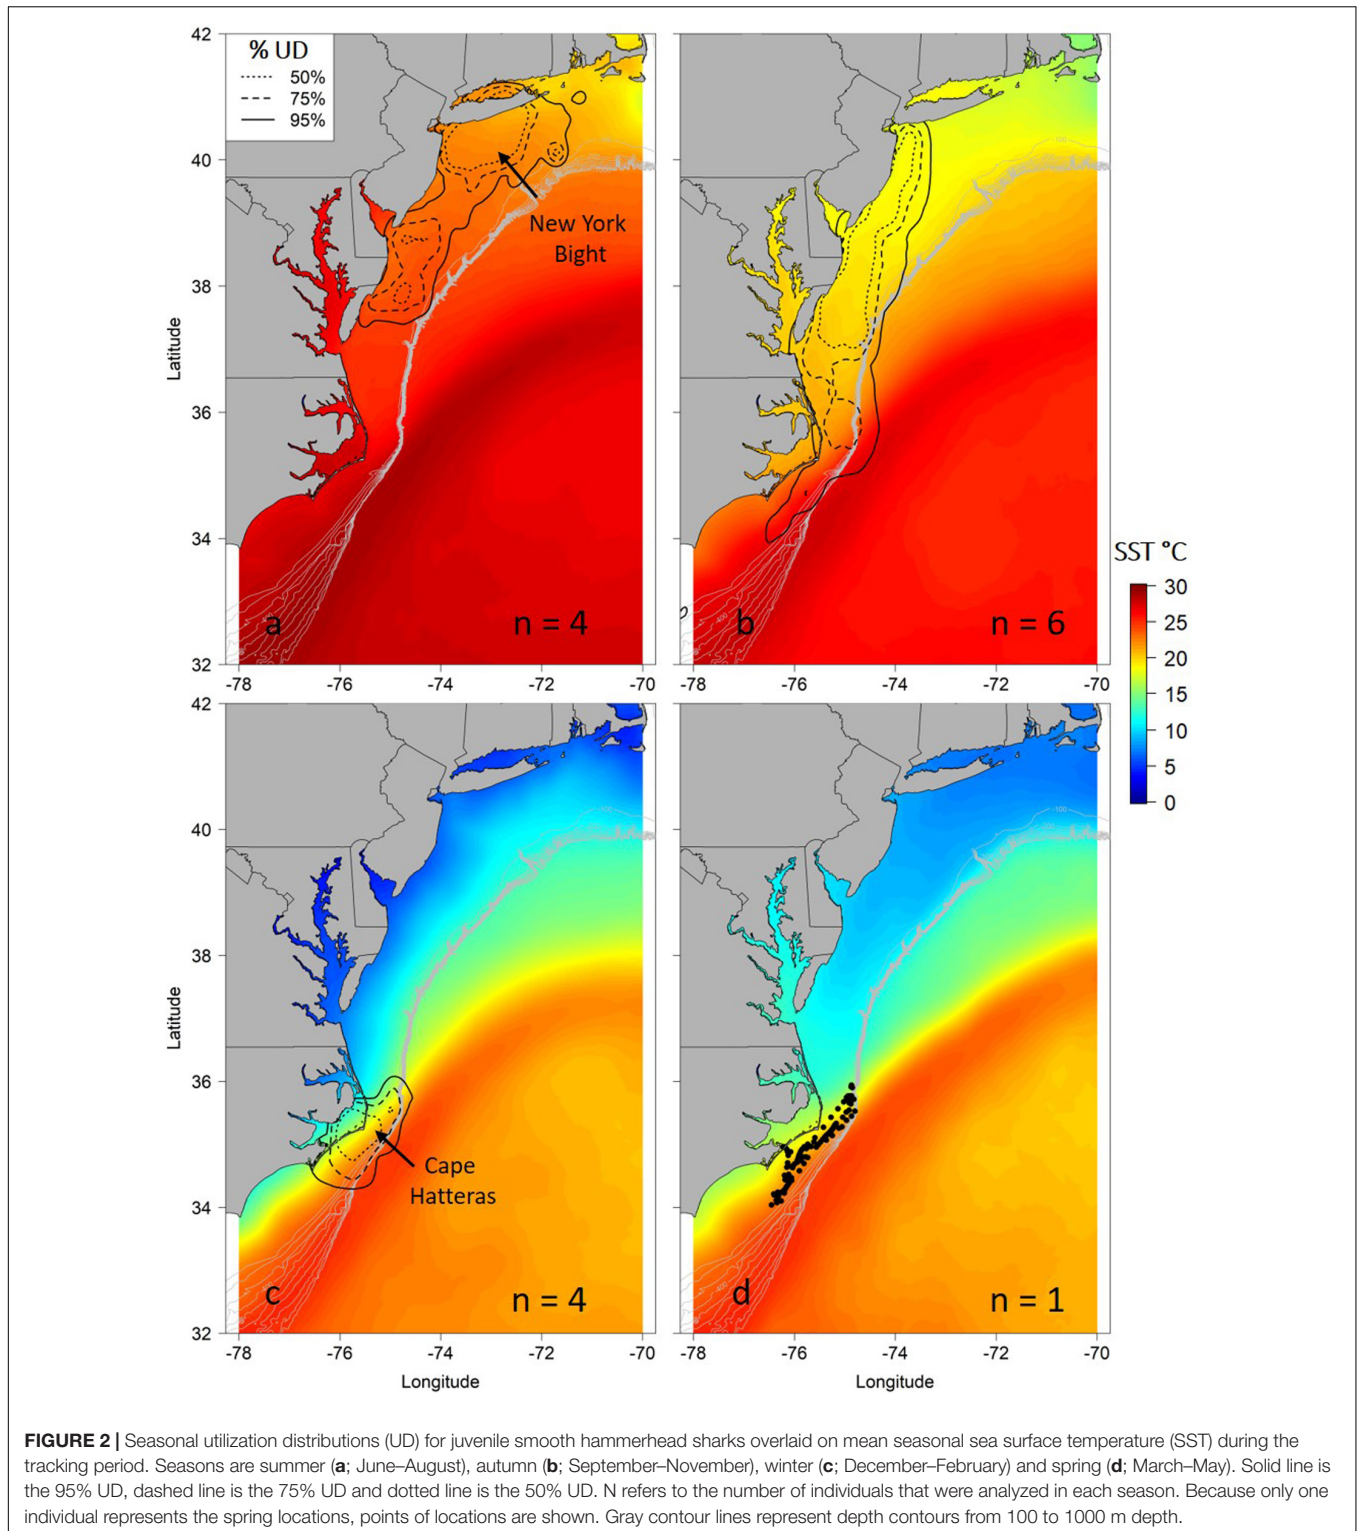 % UD
50%
75%
95%
42
40
38
36
34
32
Latitude
New York
Bight
a
n = 4
-78
-76
-74
-72
-70
-100
b
n = 6
-78
-76
-74
-72
-70
SST °C
30
25
20
15
10
5
0
42
40
38
36
34
32
Latitude
Cape
Hatteras
c
n = 4
-78
-76
-74
-72
-70
Longitude
-100
d
n = 1
-78
-76
-74
-72
-70
Longitude
FIGURE 2 | Seasonal utilization distributions (UD) for juvenile smooth hammerhead sharks overlaid on mean seasonal sea surface temperature (SST) during the
tracking period. Seasons are summer (a; June–August), autumn (b; September–November), winter (c; December–February) and spring (d; March–May). Solid line is
the 95% UD, dashed line is the 75% UD and dotted line is the 50% UD. N refers to the number of individuals that were analyzed in each season. Because only one
individual represents the spring locations, points of locations are shown. Gray contour lines represent depth contours from 100 to 1000 m depth.